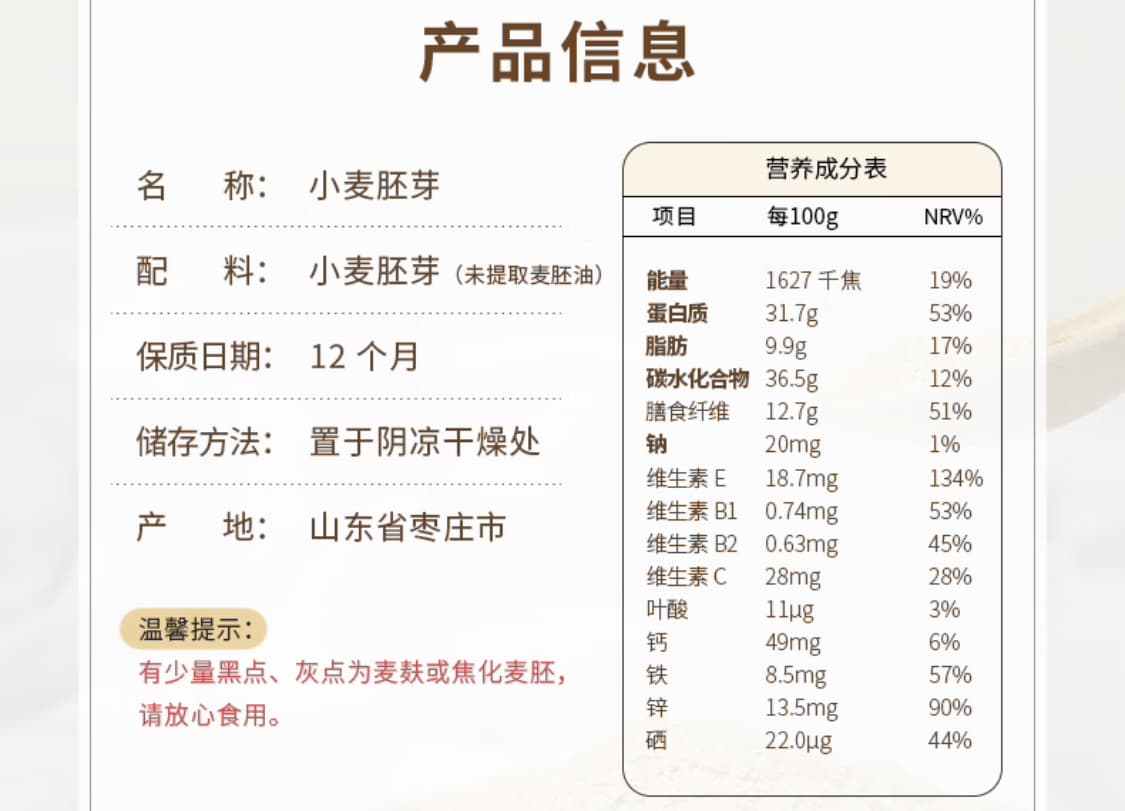 产品信息
名 称： 小麦胚芽
配 料： 小麦胚芽（未提取麦胚油）
保质日期： 12 个月
储存方法： 置于阴凉干燥处
产 地： 山东省枣庄市
温馨提示：
有少量黑点、灰点为麦麸或焦化麦胚，
请放心食用。
营养成分表
项目 每100g NRV%
能量 1627 千焦 19%
蛋白质 31.7g 53%
脂肪 9.9g 17%
碳水化合物 36.5g 12%
膳食纤维 12.7g 51%
钠 20mg 1%
维生素 E 18.7mg 134%
维生素 B1 0.74mg 53%
维生素 B2 0.63mg 45%
维生素 C 28mg 28%
叶酸 11μg 3%
钙 49mg 6%
铁 8.5mg 57%
锌 13.5mg 90%
硒 22.0μg 44%